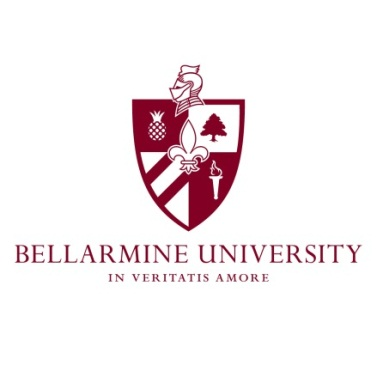 BELLARMINE UNIVERSITY
IN VERITATIS AMORE